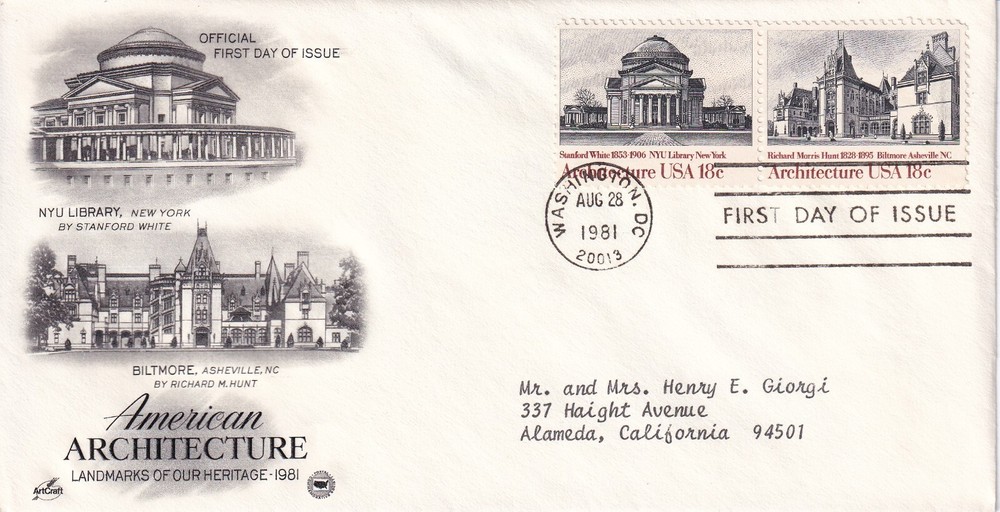 OFFICIAL
FIRST DAY OF ISSUE
NYU LIBRARY, NEW YORK
BY STANFORD WHITE
BILTMORE, ASHEVILLE, NC
BY RICHARD M. HUNT
American
ARCHITECTURE
LANDMARKS OF OUR HERITAGE-1981
ArtCraft
Stanford White 1853-1906 NYU Library New York
Architecture USA 18c
Richard Morris Hunt 1828-1895 Biltmore Asheville NC
Architecture USA 18c
WASHINGTON, DC
AUG 28
1981
20013
FIRST DAY OF ISSUE
Mr. and Mrs. Henry E. Giorgi
337 Haight Avenue
Alameda, California 94501